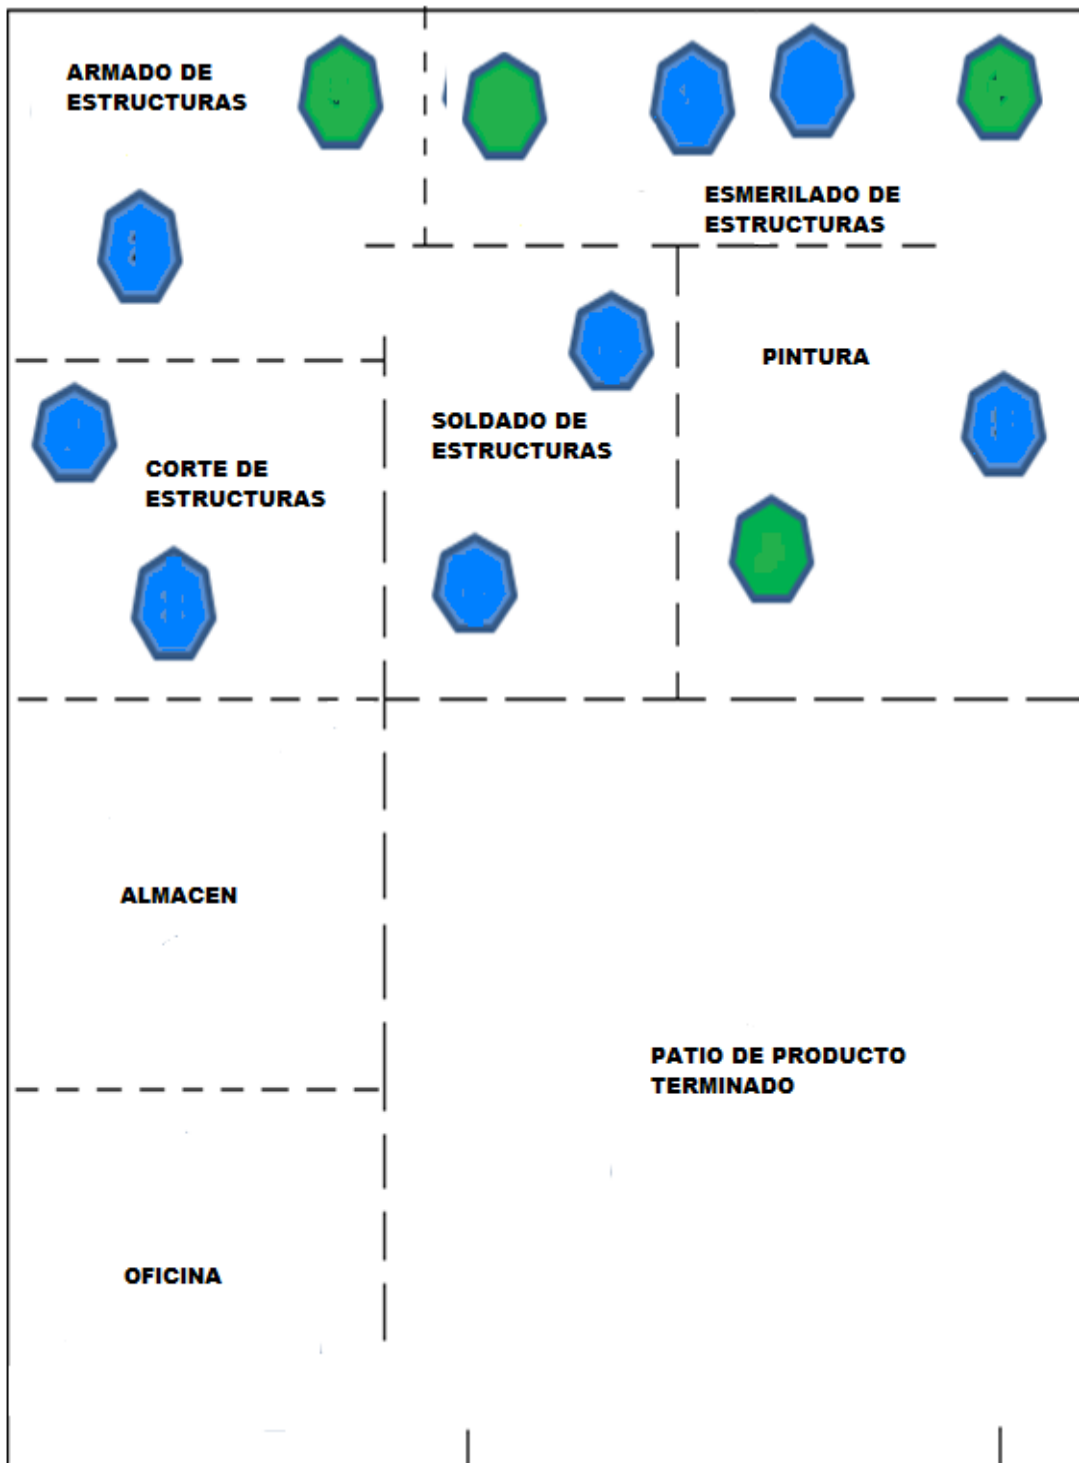 ARMADO DE
ESTRUCTURAS
ESMERILADO DE
ESTRUCTURAS
PINTURA
SOLDADO DE
ESTRUCTURAS
CORTE DE
ESTRUCTURAS
ALMACEN
PATIO DE PRODUCTO
TERMINADO
OFICINA